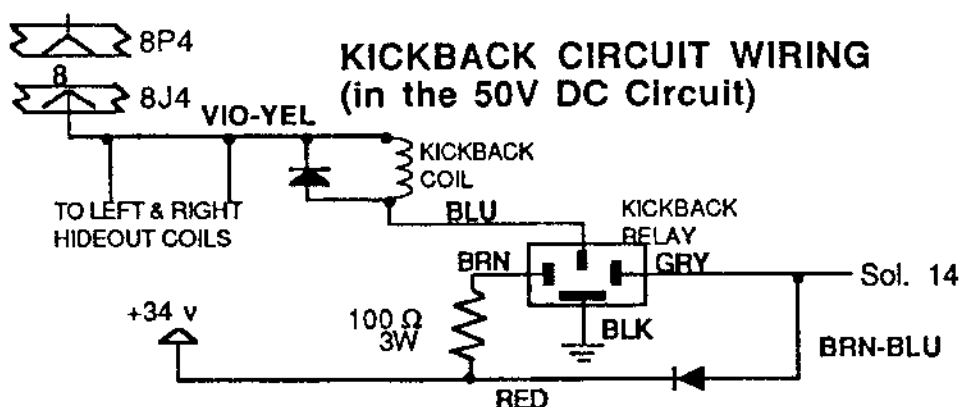 8P4
KICKBACK CIRCUIT WIRING
(in the 50V DC Circuit)
8
8J4
VIO-YEL
KICKBACK
COIL
TO LEFT & RIGHT
HIDEOUT COILS
BLU
KICKBACK
RELAY
BRN
GRY
Sol. 14
+34 v
100 Ω
3W
BLK
BRN-BLU
RED